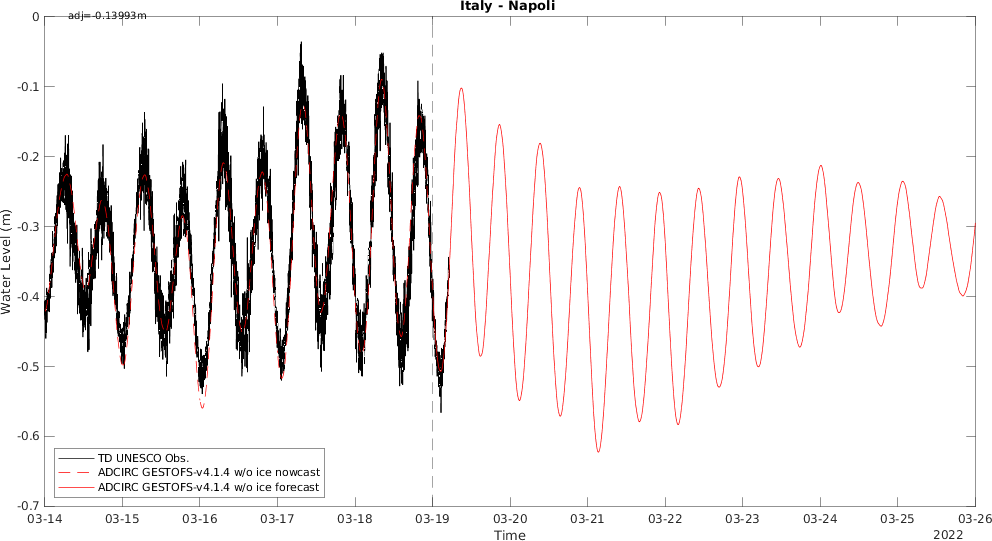 Italy - Napoli
adj=-0.13993m
0
-0.1
-0.2
-0.3
-0.4
-0.5
-0.6
-0.7
Water Level (m)
TD UNESCO Obs.
ADCIRC GESTOFS-v4.1.4 w/o ice nowcast
ADCIRC GESTOFS-v4.1.4 w/o ice forecast
03-14 03-15 03-16 03-17 03-18 03-19 03-20 03-21 03-22 03-23 03-24 03-25 03-26
Time
2022